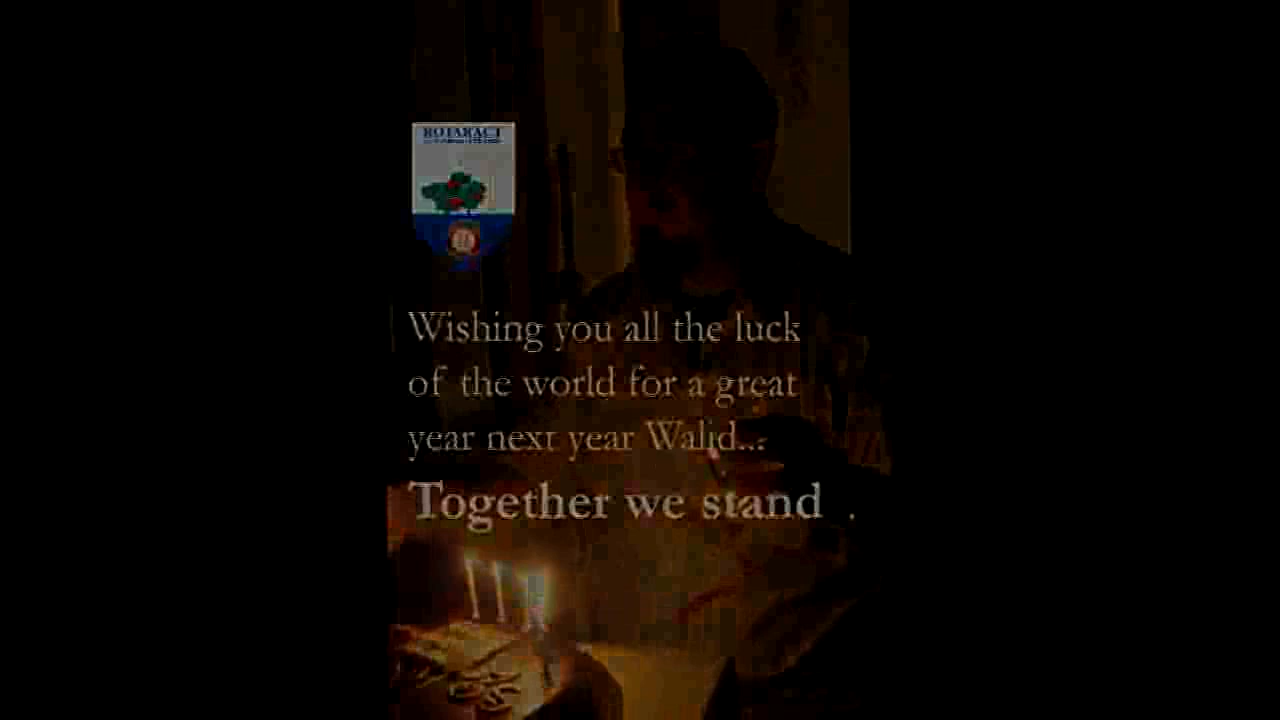 ROTARACT
Wishing you all the luck
of the world for a great
year next year Walid...
Together we stand .